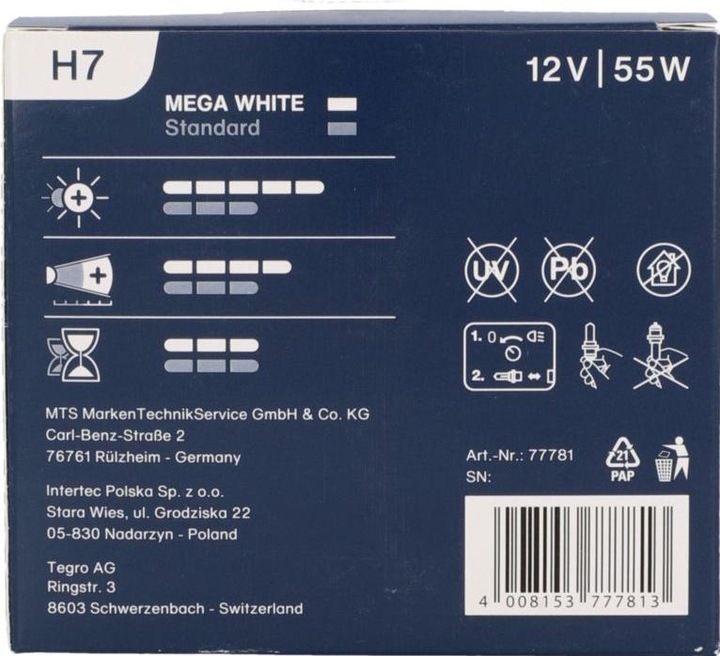 H7
12V | 55W
MEGA WHITE
Standard
UV
Pb
1. 0
2.
MTS MarkenTechnikService GmbH & Co. KG
Carl-Benz-Straße 2
76761 Rülzheim - Germany
Intertec Polska Sp. z o.o.
Stara Wies, ul. Grodziska 22
05-830 Nadarzyn - Poland
Tegro AG
Ringstr. 3
8603 Schwerzenbach - Switzerland
Art.-Nr.: 77781
SN:
21
PAP
4 008153 777813